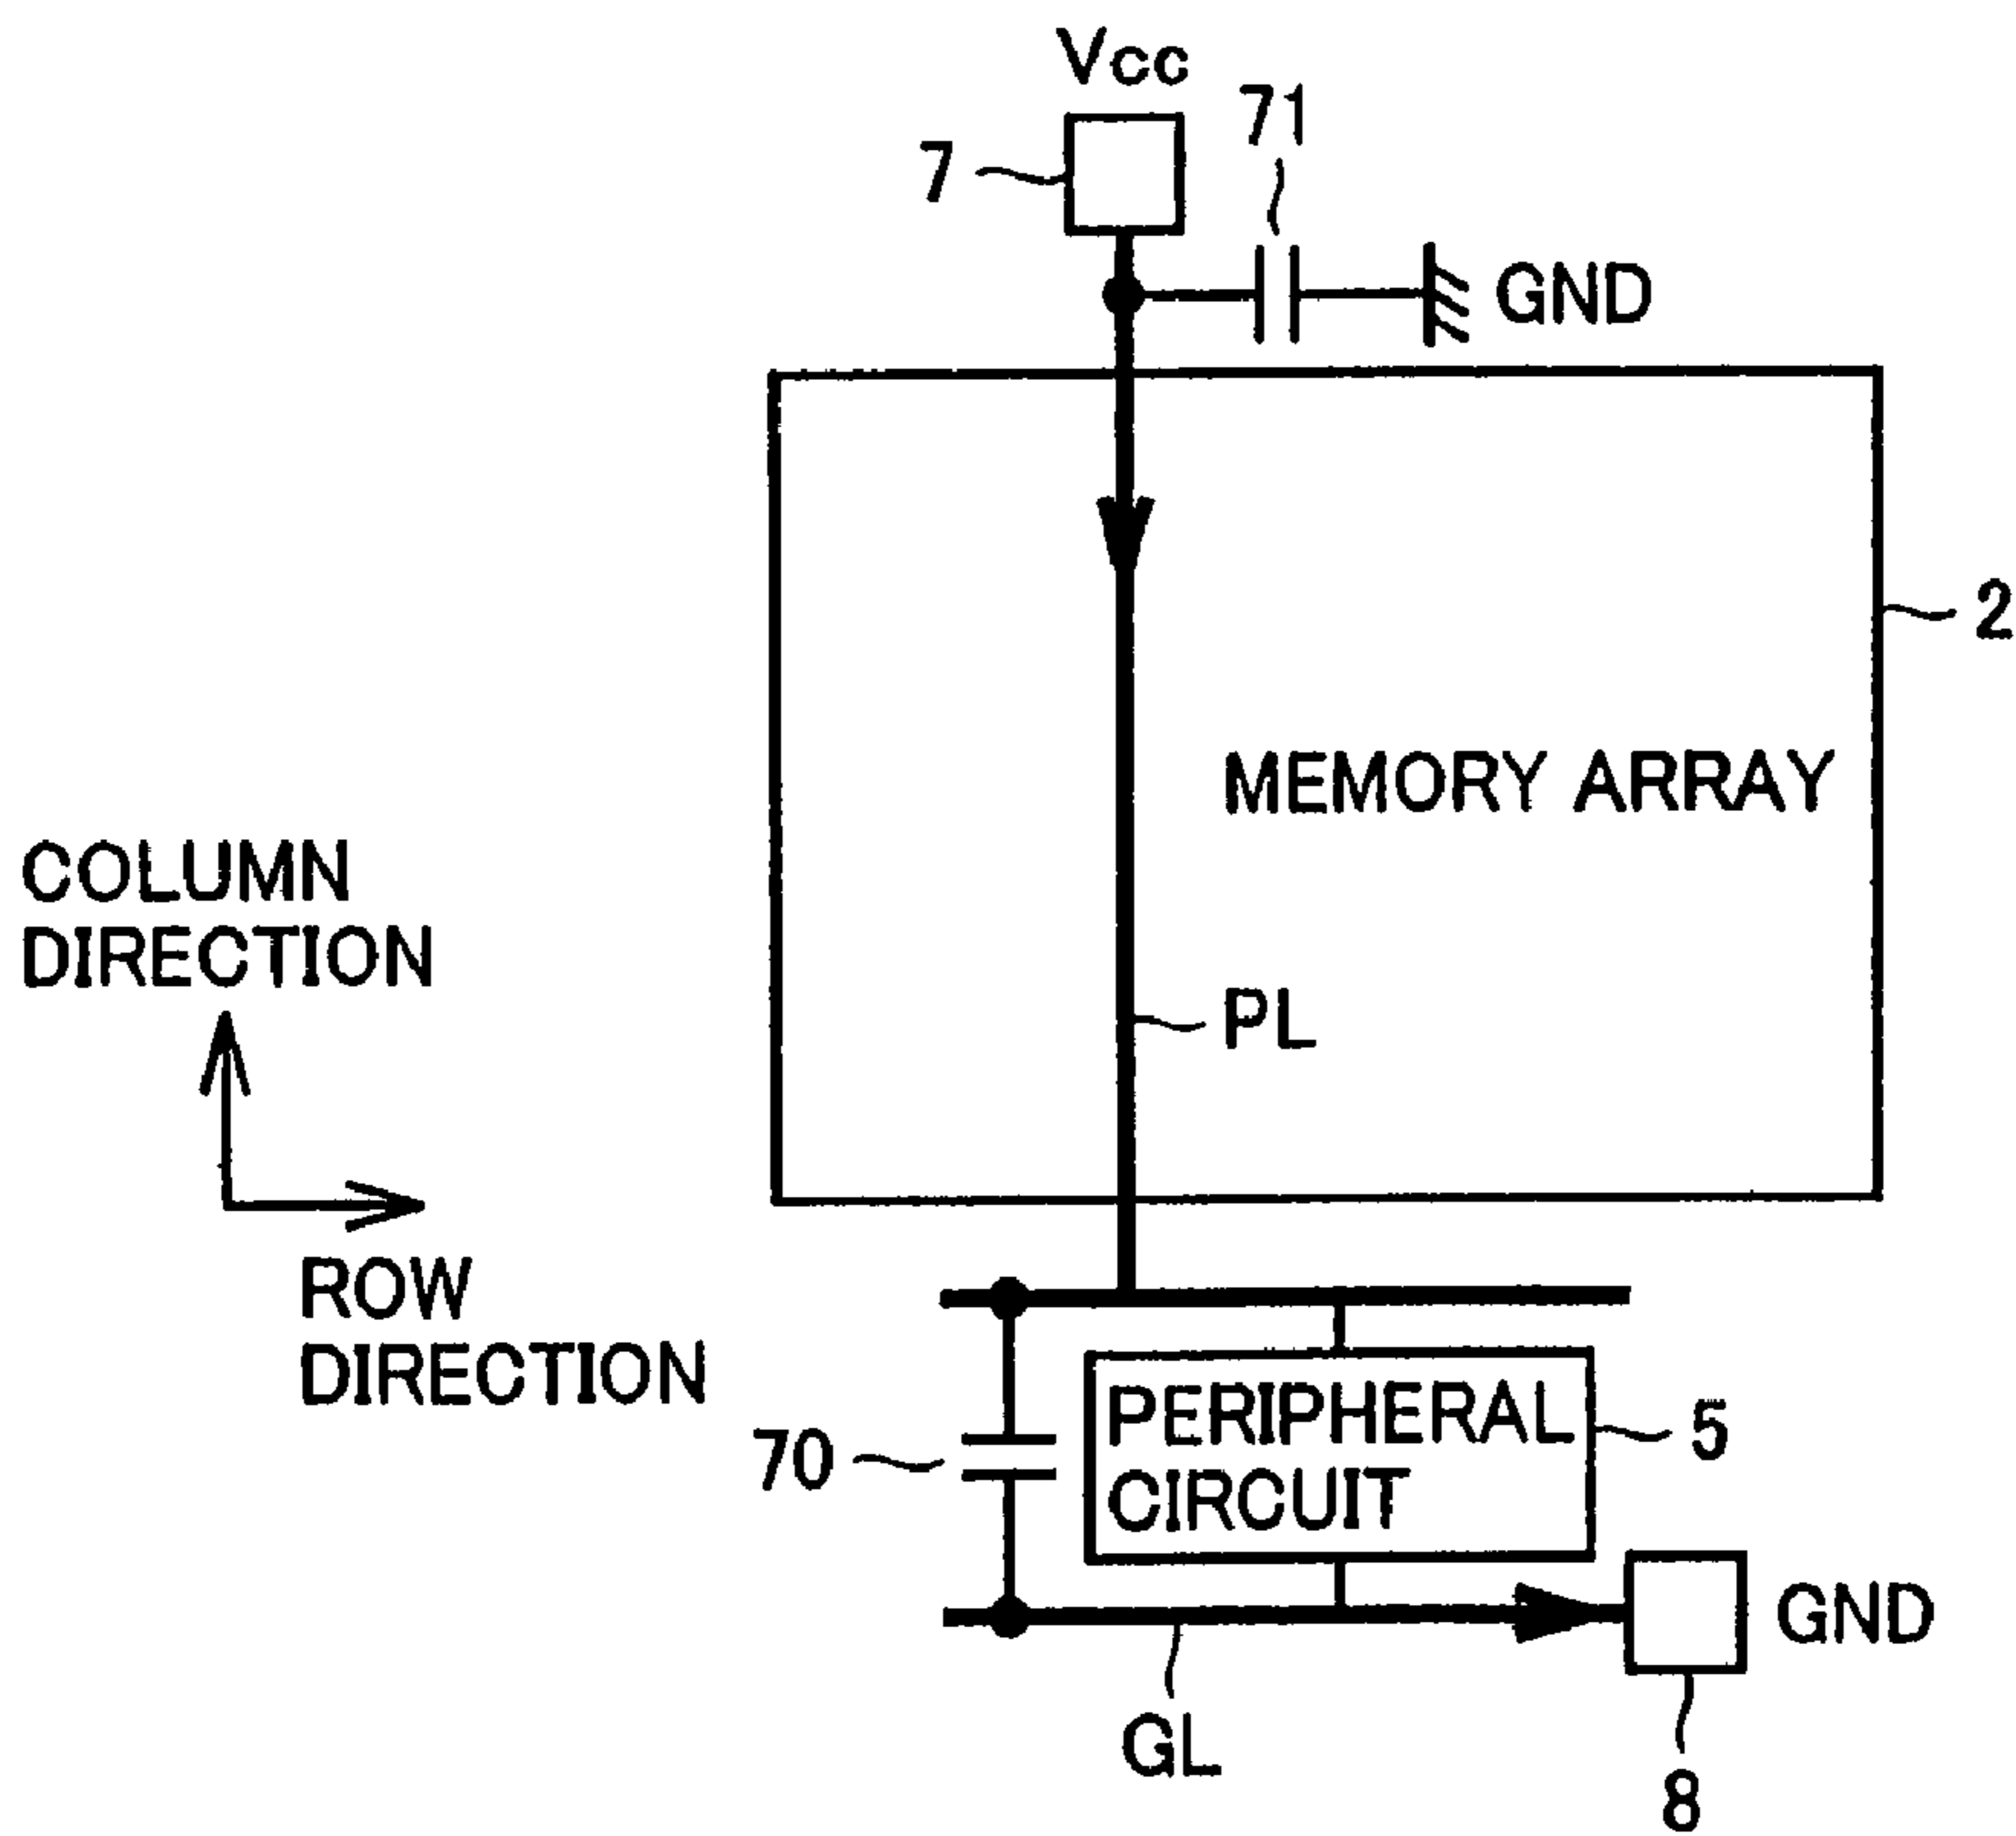 Vcc
7
71
GND
2
MEMORY ARRAY
COLUMN
DIRECTION
PL
ROW
DIRECTION
70
PERIPHERAL
CIRCUIT
5
GND
GL
8